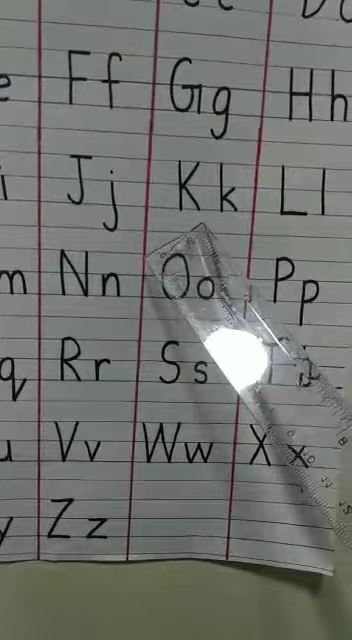 e Ff Gg Hh
i Jj Kk Ll
m Nn Oo Pp
q Rr Ss T
u Vv Ww Xx
y Zz